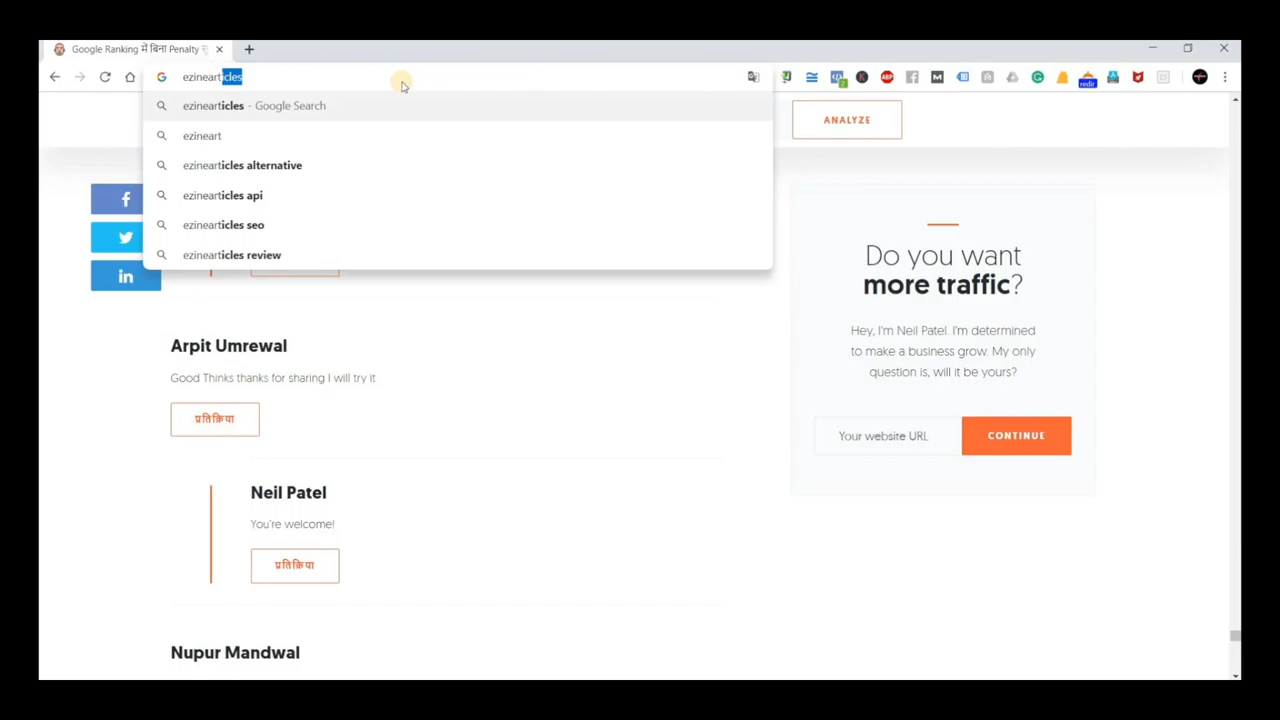 Google Ranking में बिना Penalty
ezinearticles
redir
ezinearticles - Google Search
ezineart
ezinearticles alternative
ezinearticles api
ezinearticles seo
ezinearticles review
ANALYZE
Do you want
more traffic?
Hey, I'm Neil Patel. I'm determined
to make a business grow. My only
question is, will it be yours?
Your website URL
CONTINUE
Arpit Umrewal
Good Thinks thanks for sharing I will try it
प्रतिक्रिया
Neil Patel
You're welcome!
प्रतिक्रिया
Nupur Mandwal